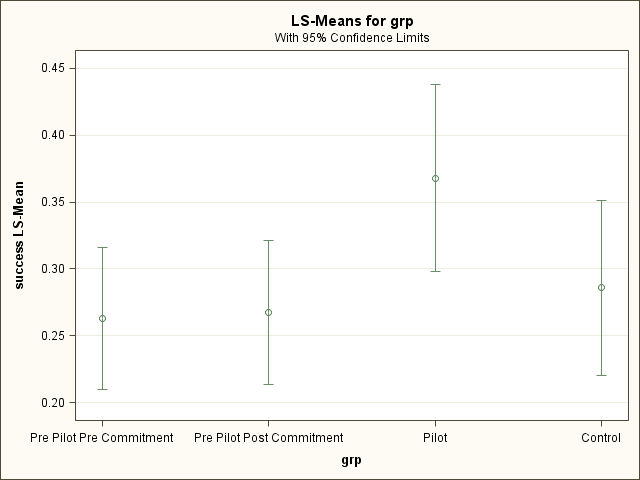 LS-Means for grp
With 95% Confidence Limits
0.45
0.40
0.35
0.30
0.25
0.20
success LS-Mean
Pre Pilot Pre Commitment
Pre Pilot Post Commitment
Pilot
Control
grp